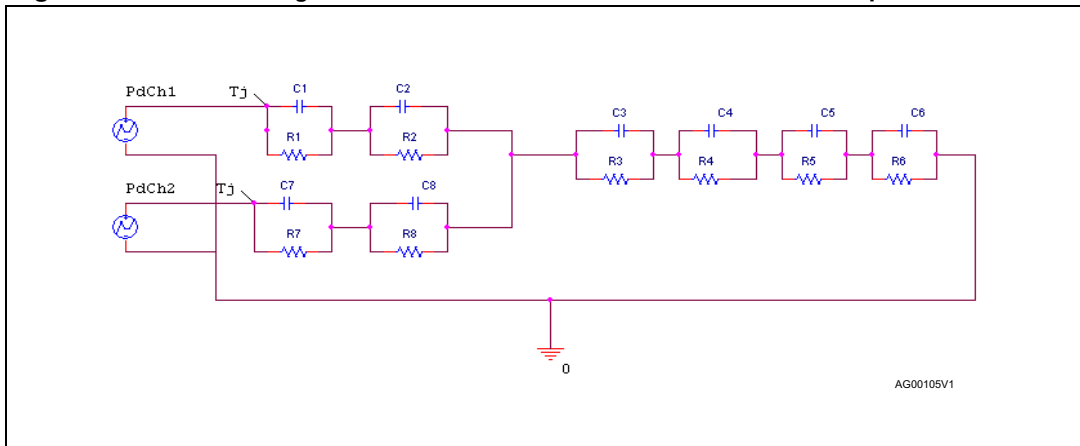 PdCh1
Tj
C1
C2
R1
R2
C3
C4
C5
C6
R3
R4
R5
R6
PdCh2
Tj
C7
C8
R7
R8
0
AG00105V1